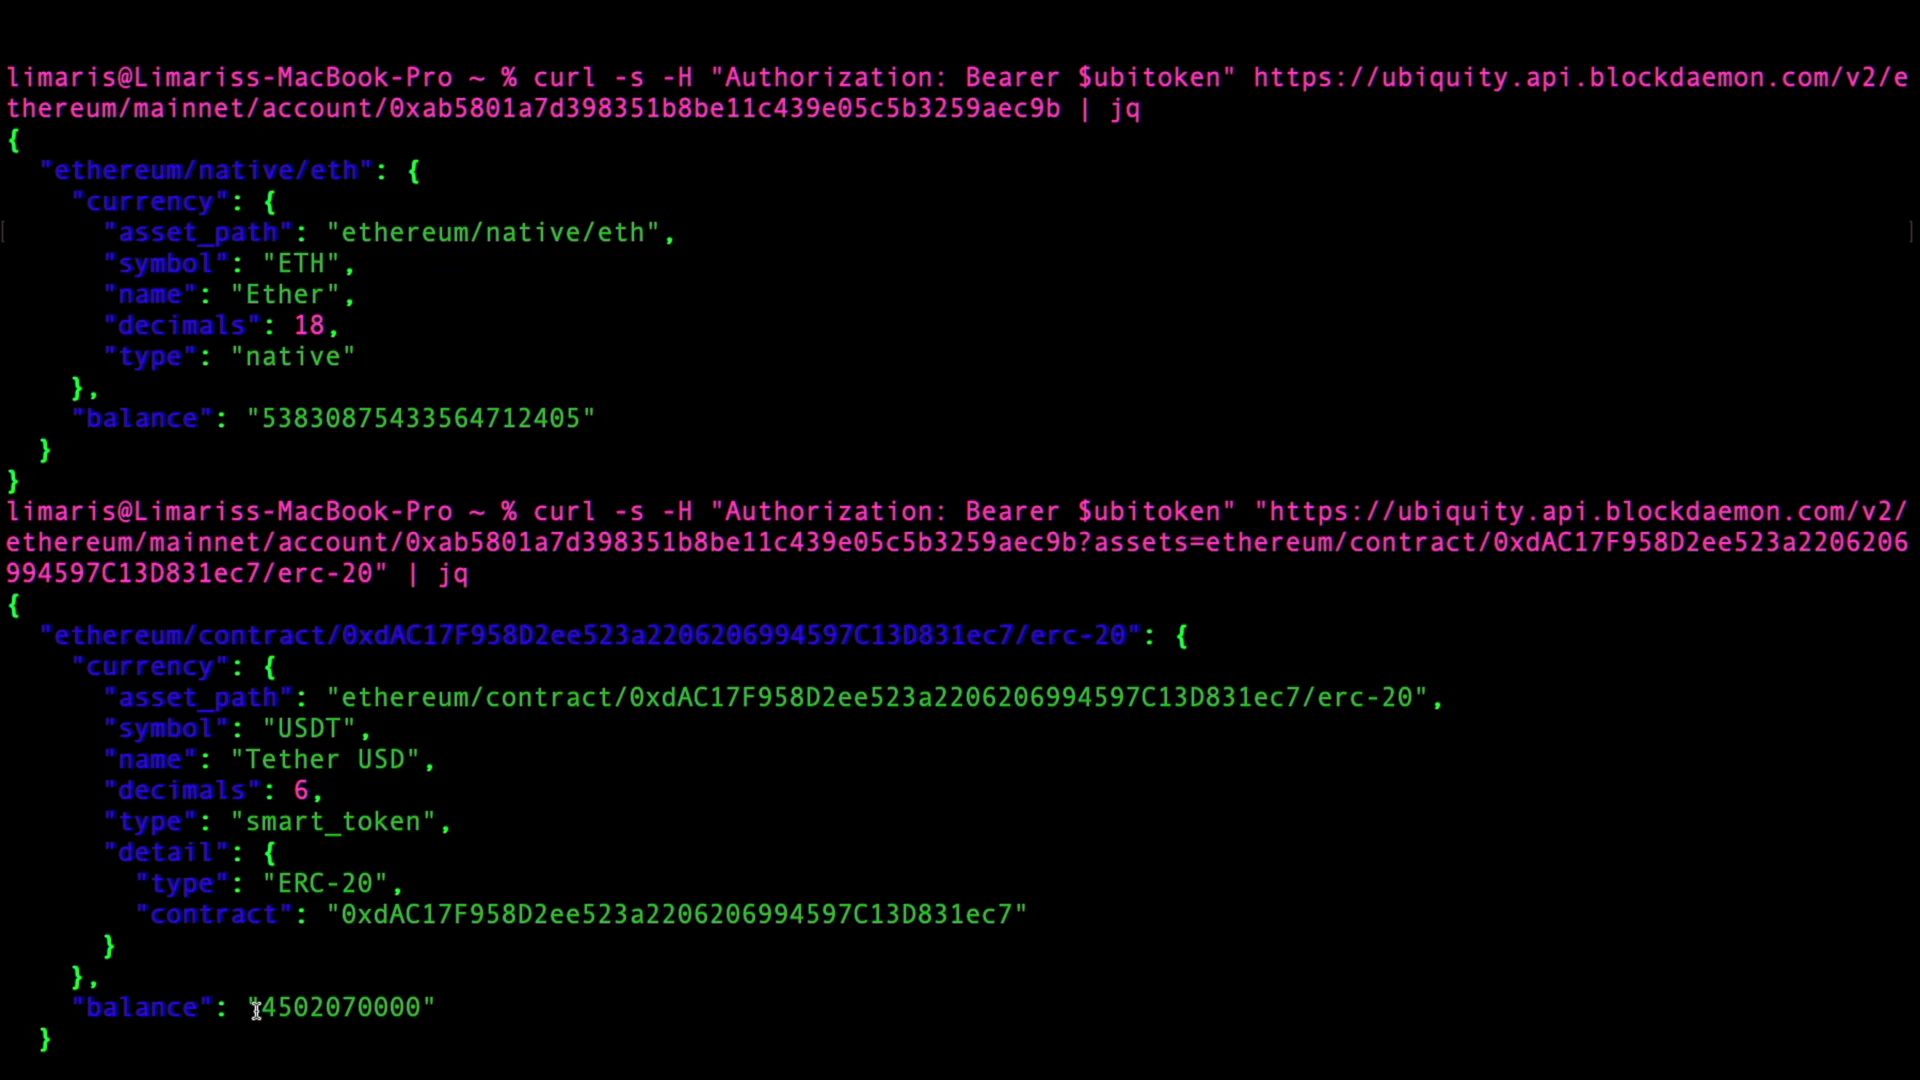 limaris@Limariss-MacBook-Pro ~ % curl -s -H "Authorization: Bearer $ubitoken" https://ubiquity.api.blockdaemon.com/v2/e
thereum/mainnet/account/0xab5801a7d398351b8be11c439e05c5b3259aec9b | jq
{
  "ethereum/native/eth": {
    "currency": {
      "asset_path": "ethereum/native/eth",
      "symbol": "ETH",
      "name": "Ether",
      "decimals": 18,
      "type": "native"
    },
    "balance": "53830875433564712405"
  }
}
limaris@Limariss-MacBook-Pro ~ % curl -s -H "Authorization: Bearer $ubitoken" "https://ubiquity.api.blockdaemon.com/v2/
ethereum/mainnet/account/0xab5801a7d398351b8be11c439e05c5b3259aec9b?assets=ethereum/contract/0xdAC17F958D2ee523a2206206
994597C13D831ec7/erc-20" | jq
{
  "ethereum/contract/0xdAC17F958D2ee523a2206206994597C13D831ec7/erc-20": {
    "currency": {
      "asset_path": "ethereum/contract/0xdAC17F958D2ee523a2206206994597C13D831ec7/erc-20",
      "symbol": "USDT",
      "name": "Tether USD",
      "decimals": 6,
      "type": "smart_token",
      "detail": {
        "type": "ERC-20",
        "contract": "0xdAC17F958D2ee523a2206206994597C13D831ec7"
      }
    },
    "balance": "4502070000"
  }